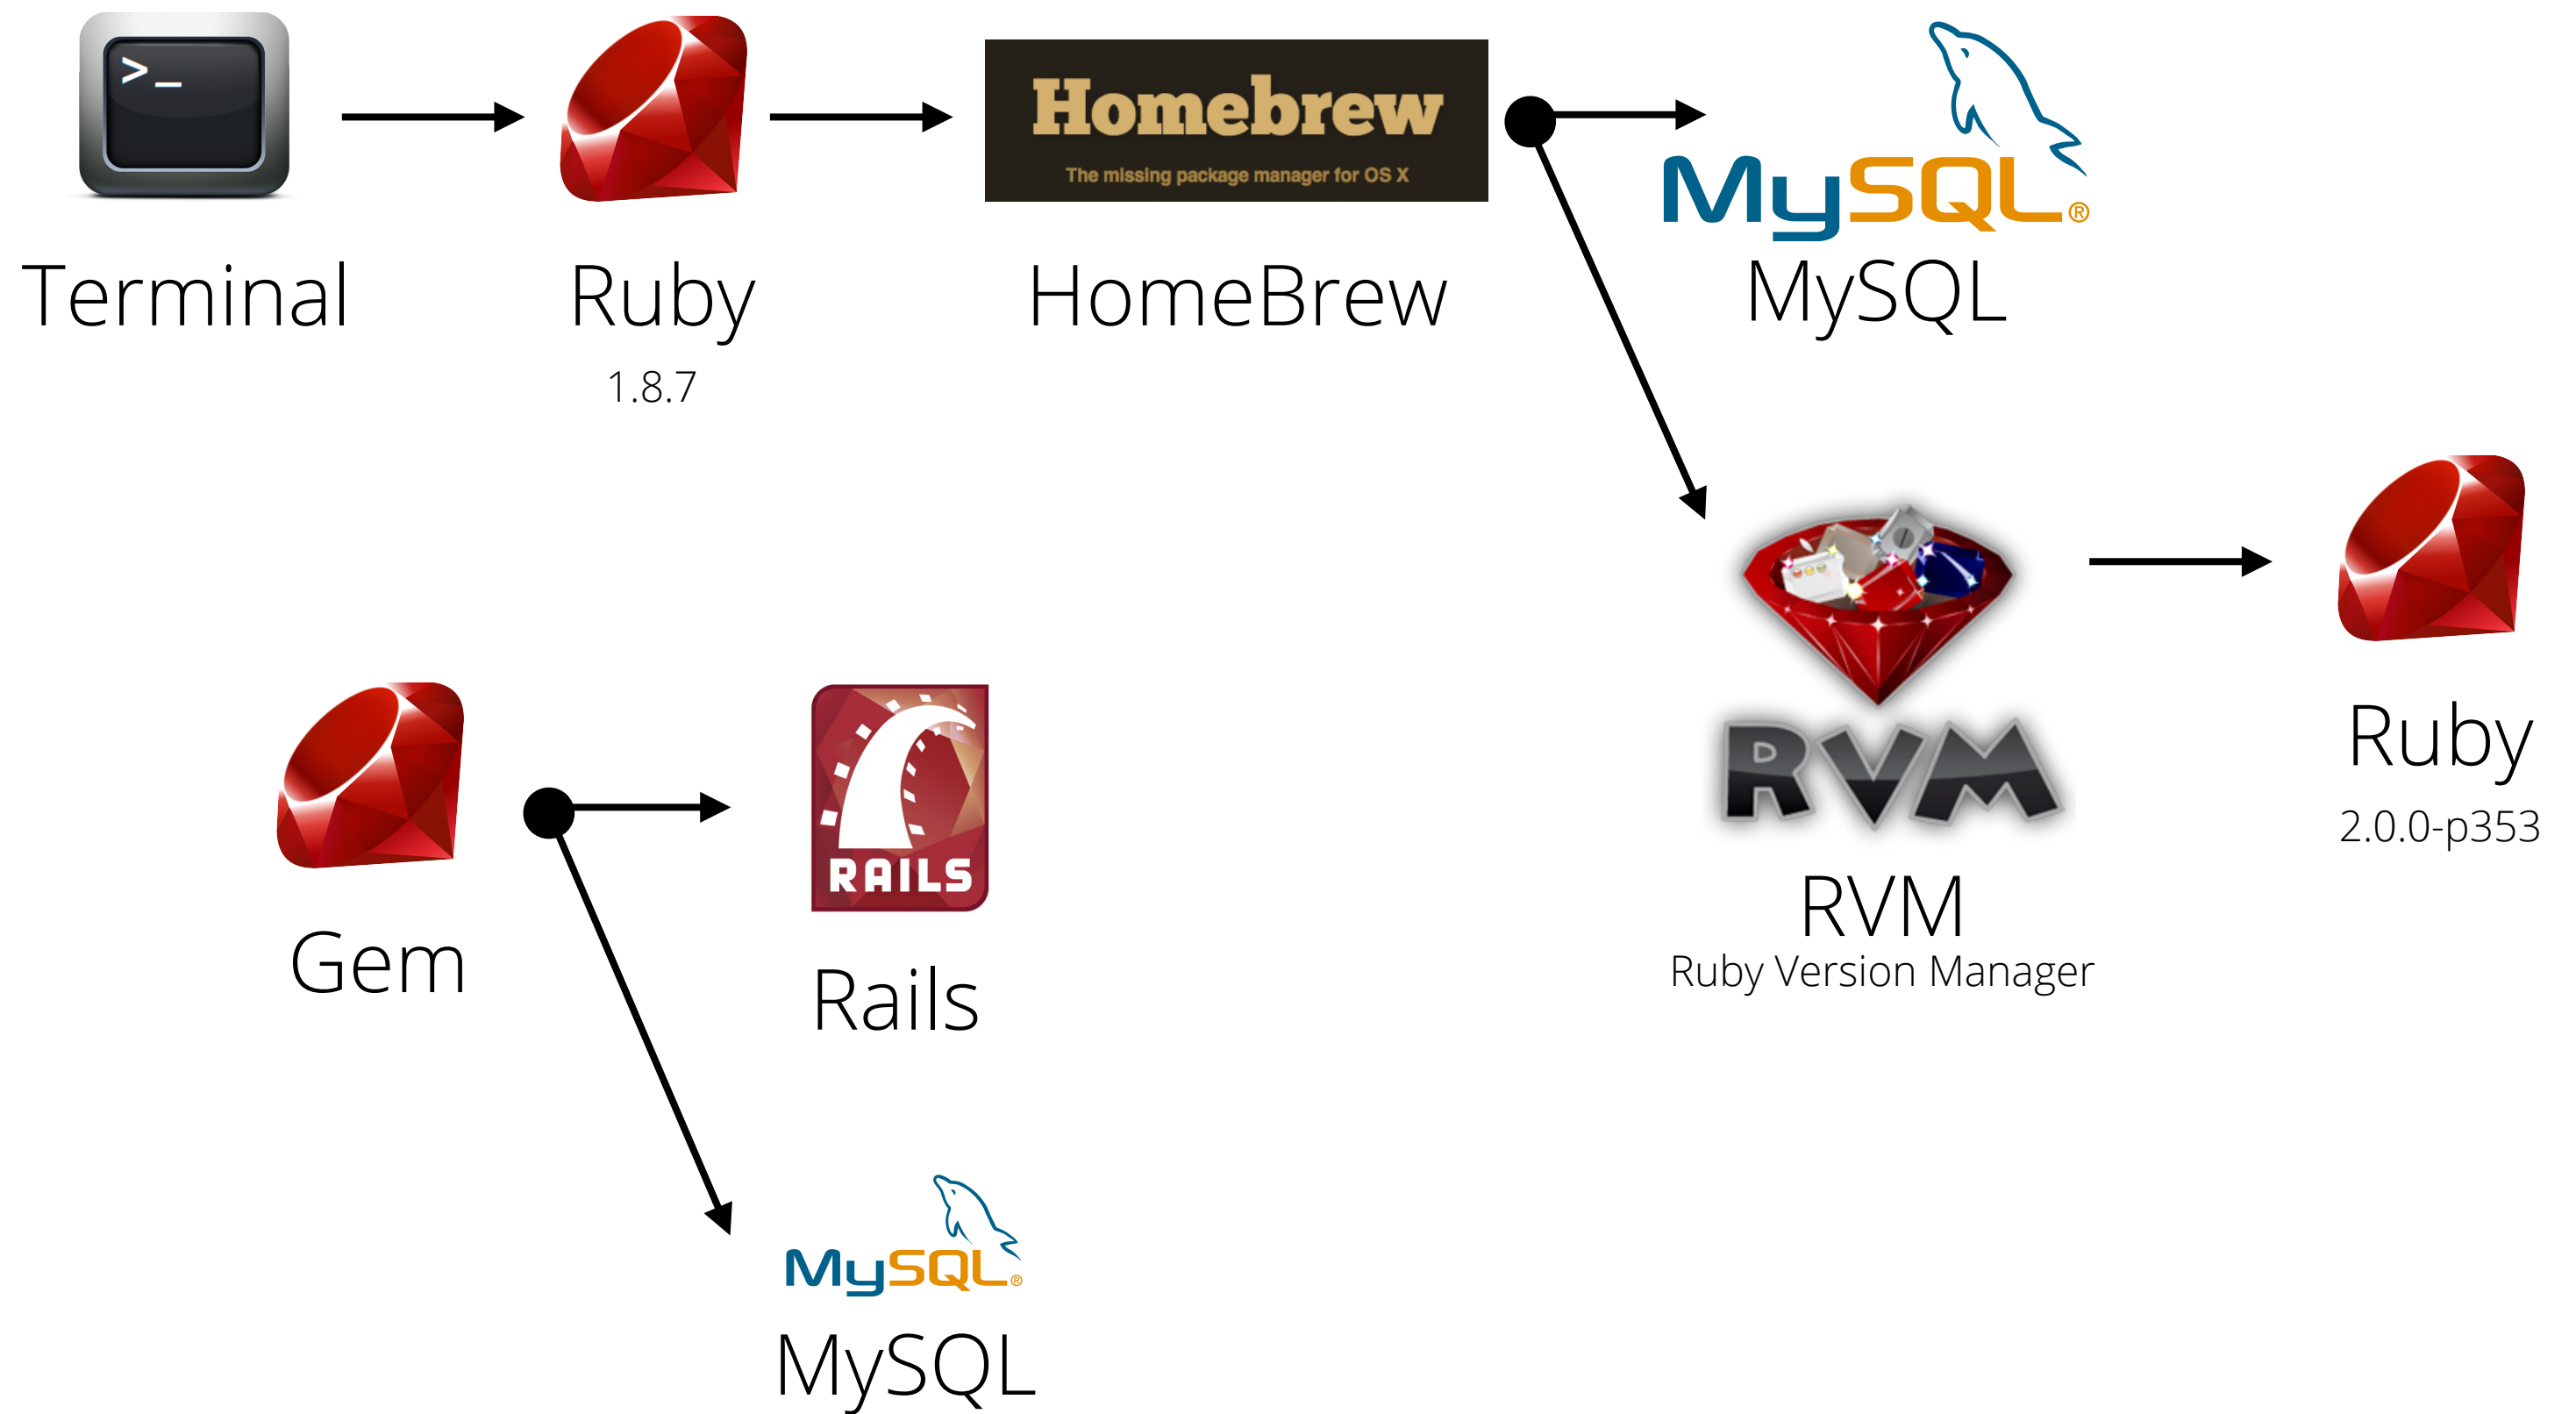 >_
Homebrew
The missing package manager for OS X
MySQL®
Terminal
Ruby
HomeBrew
MySQL
1.8.7
RAILS
RVM
Ruby
2.0.0-p353
Gem
Rails
RVM
Ruby Version Manager
MySQL®
MySQL